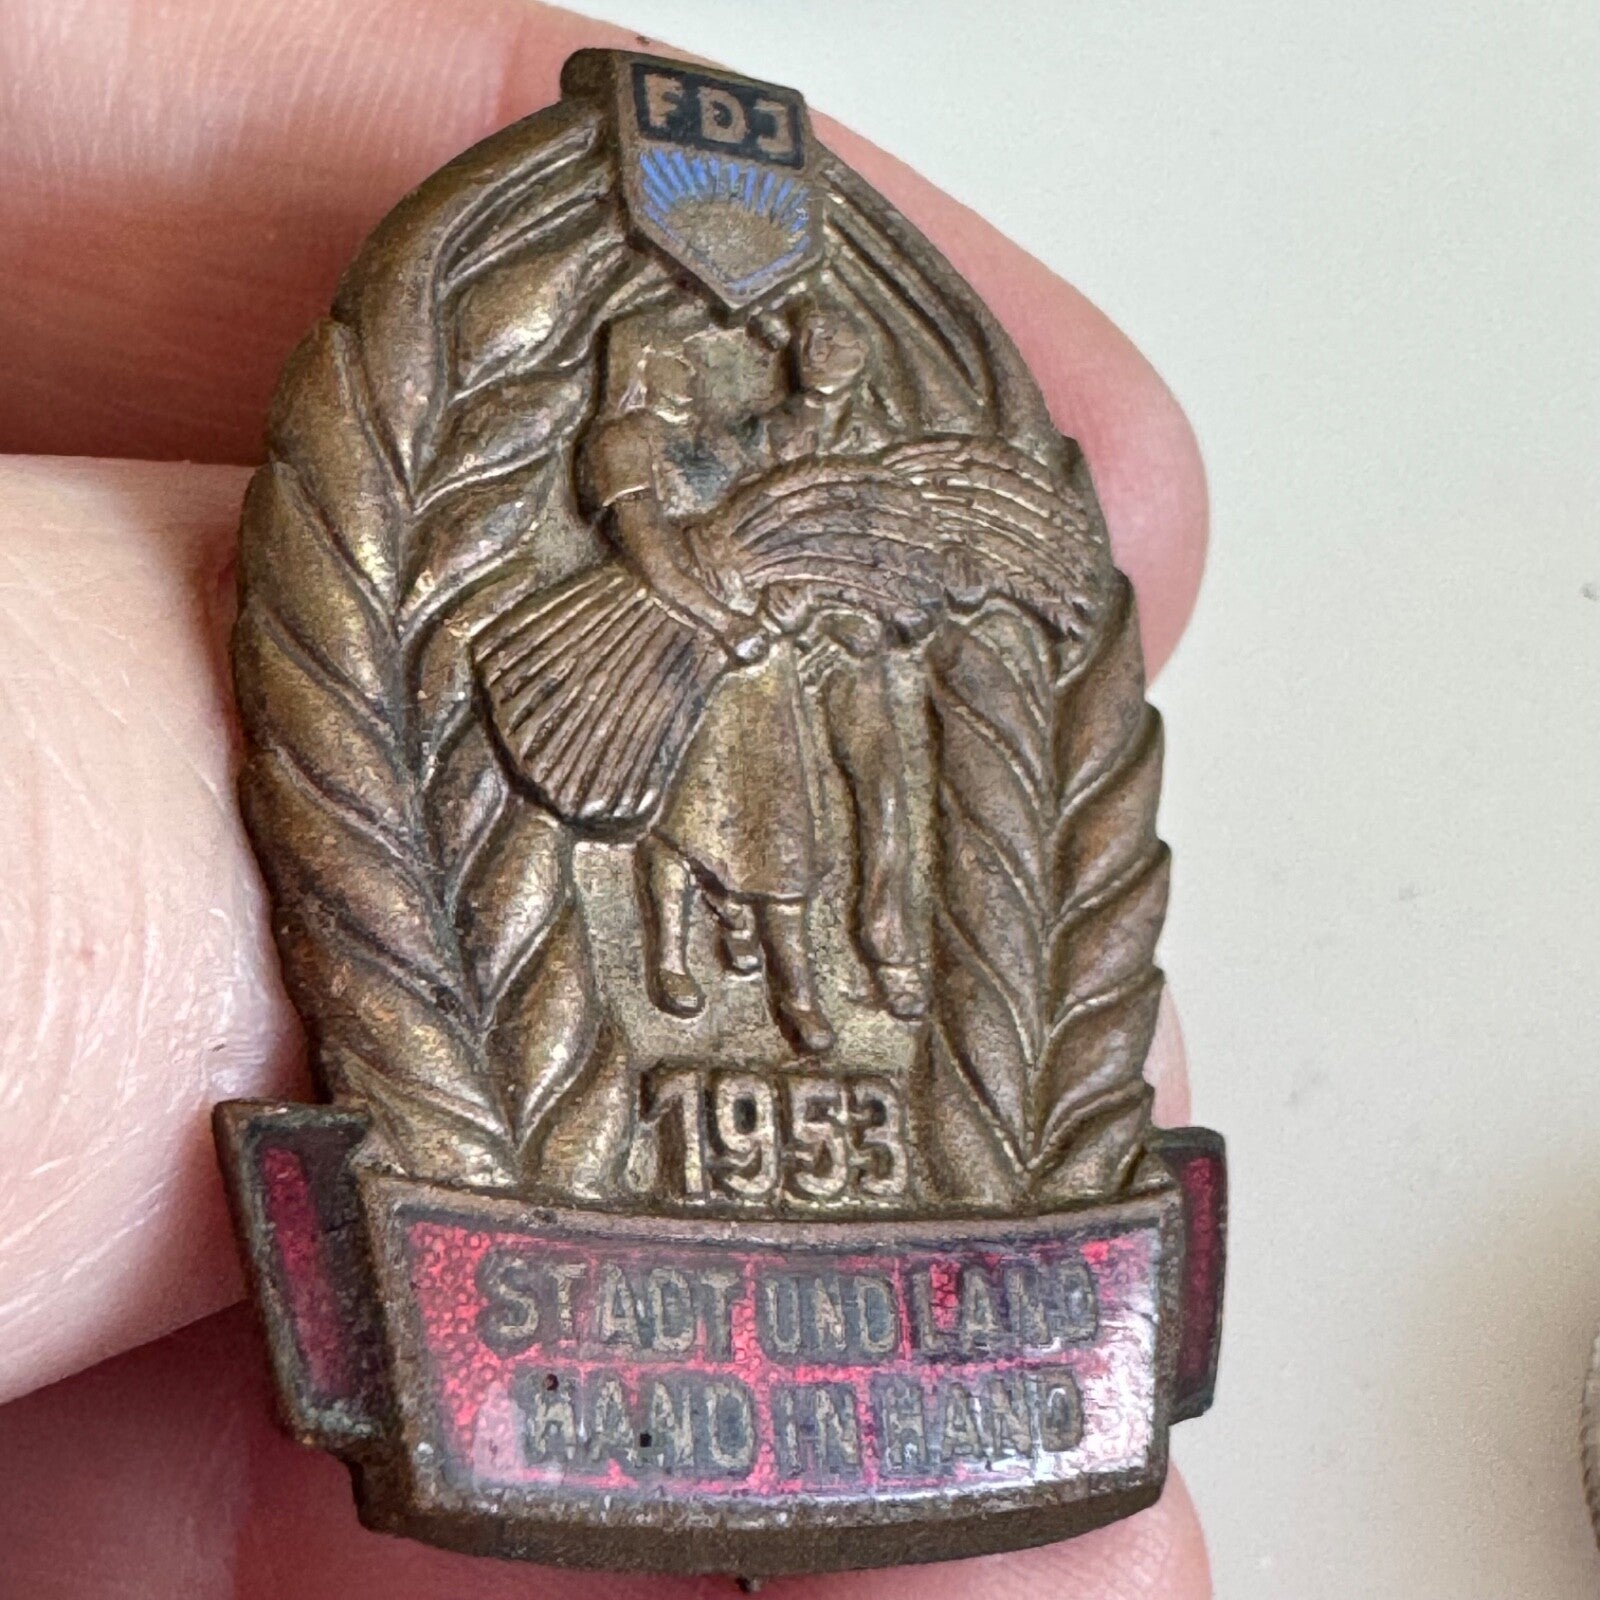 FDJ
1953
STADT UND LAND
HAND IN HAND